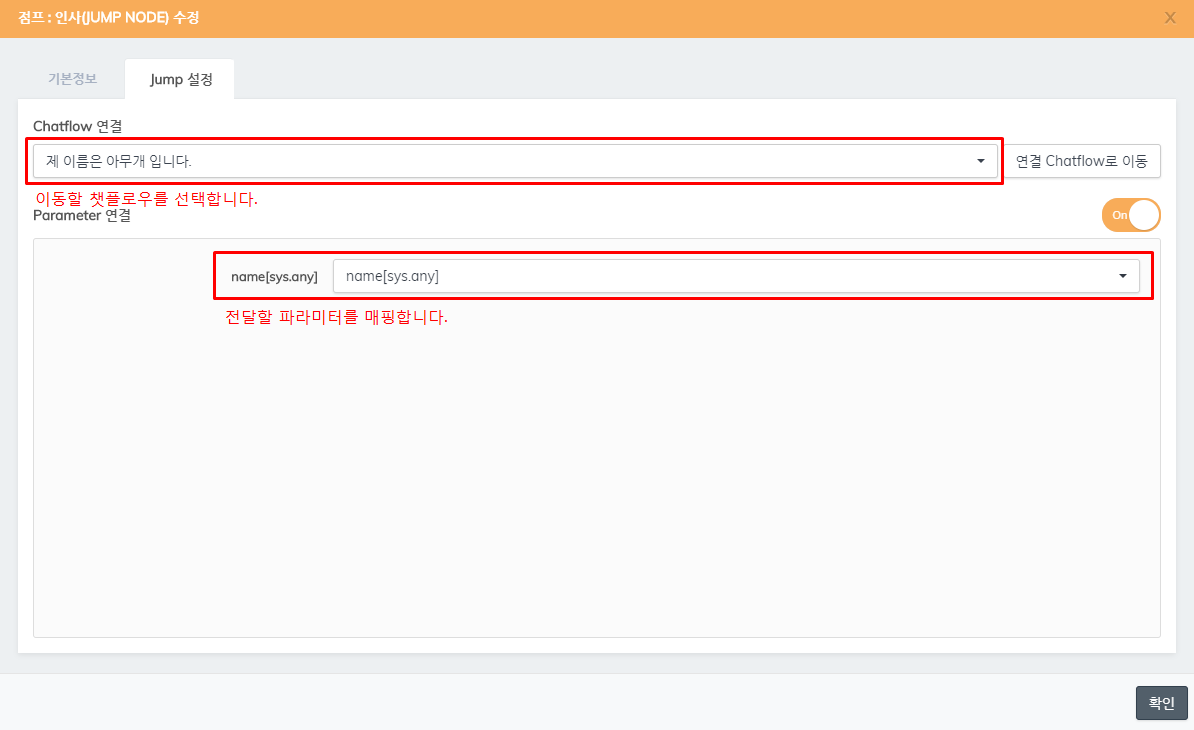 점프 : 인사(JUMP NODE) 수정
X
기본정보
Jump 설정
Chatflow 연결
제 이름은 아무개 입니다.
연결 Chatflow로 이동
이동할 챗플로우를 선택합니다.
Parameter 연결
On
name[sys.any]
name[sys.any]
전달할 파라미터를 매핑합니다.
확인